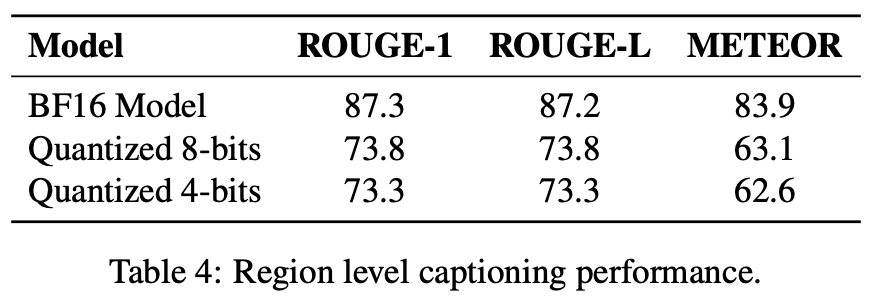 Model ROUGE-1 ROUGE-L METEOR
BF16 Model 87.3 87.2 83.9
Quantized 8-bits 73.8 73.8 63.1
Quantized 4-bits 73.3 73.3 62.6
Table 4: Region level captioning performance.